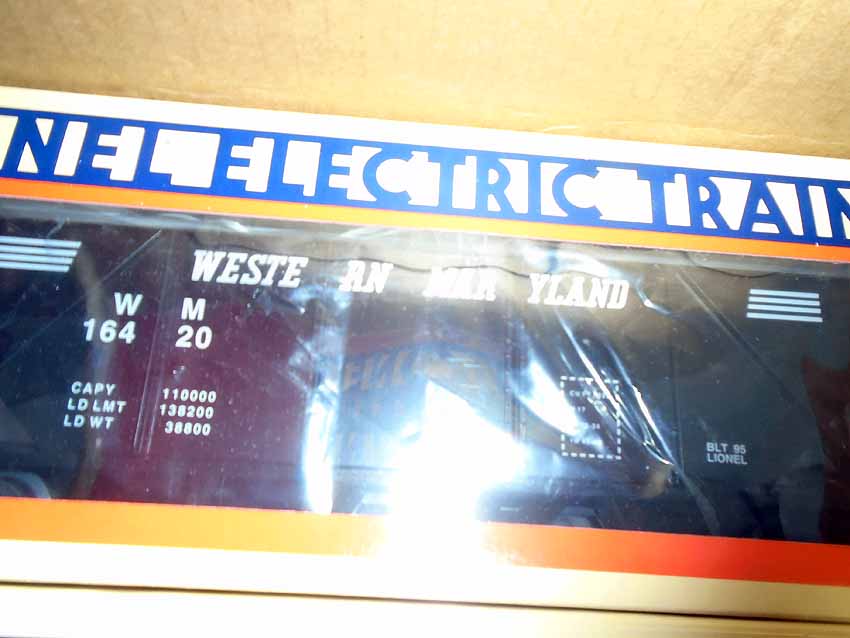 NEL ELECTRIC TRAIN
WESTE RN MAR YLAND
W M
164 20
CAPY 110000
LD LMT 138200
LD WT 38800
BLT 95
LIONEL